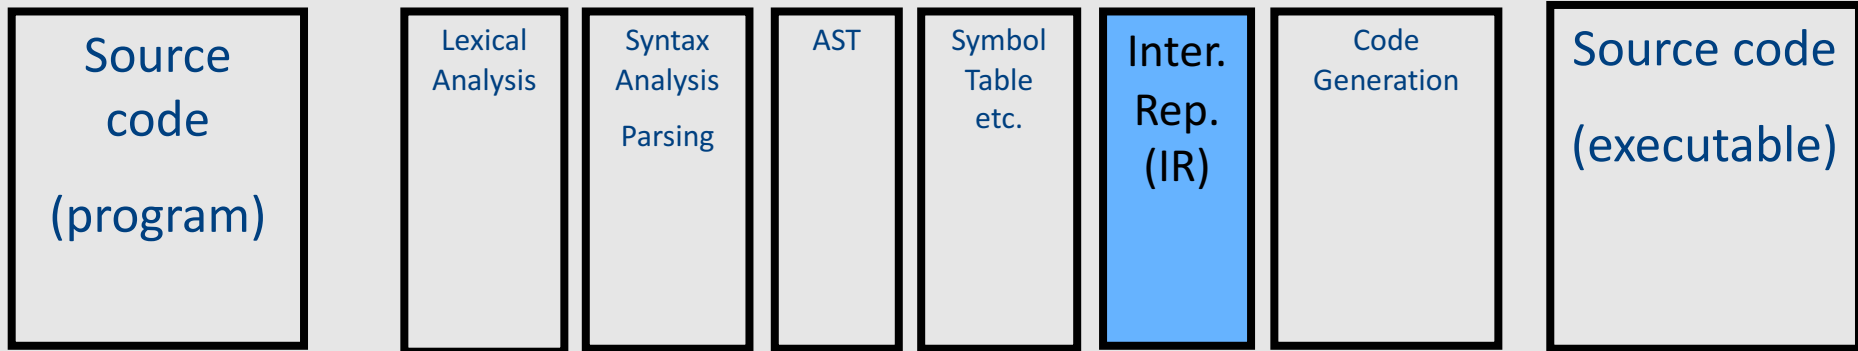 Source
code
(program)
Lexical
Analysis
Syntax
Analysis
Parsing
AST
Symbol
Table
etc.
Inter.
Rep.
(IR)
Code
Generation
Source code
(executable)